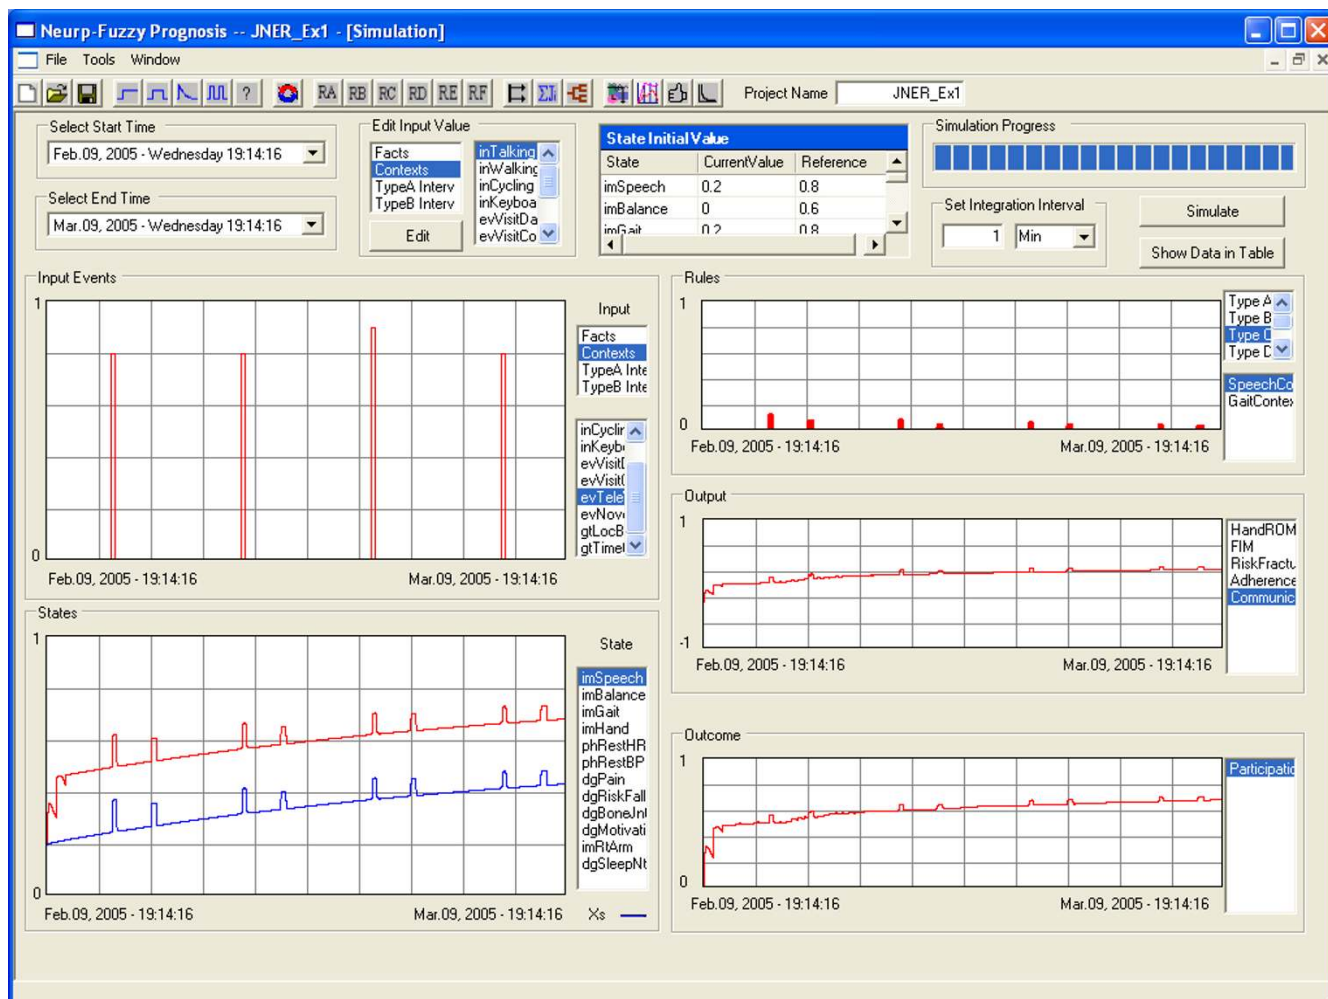 Neurp-Fuzzy Prognosis -- JNER_Ex1 - [Simulation]
File Tools Window
? RA RB RC RD RE RF Project Name JNER_Ex1
Select Start Time
Feb.09, 2005 - Wednesday 19:14:16
Select End Time
Mar.09, 2005 - Wednesday 19:14:16
Edit Input Value
Facts
Contexts
TypeA Interv
TypeB Interv
Edit
inTalking
inWalking
inCycling
inKeyboa
evVisitDa
evVisitCo
State Initial Value
State CurrentValue Reference
imSpeech 0.2 0.8
imBalance 0 0.6
imGait 0.2 0.8
Simulation Progress
Set Integration Interval
1 Min
Simulate
Show Data in Table
Input Events
1
0
Feb.09, 2005 - 19:14:16 Mar.09, 2005 - 19:14:16
Input
Facts
Contexts
TypeA Inte
TypeB Inte
inCyclin
inKeyb
evVisit
evVisit
evTele
evNov
gtLocB
gtTime
States
1
0
Feb.09, 2005 - 19:14:16 Mar.09, 2005 - 19:14:16
State
imSpeech
imBalance
imGait
imHand
phRestHR
phRestBP
dgPain
dgRiskFall
dgBoneJnt
dgMotivati
imRtArm
dgSleepNt
Xs
Rules
1
0
Feb.09, 2005 - 19:14:16 Mar.09, 2005 - 19:14:16
Type A
Type B
Type C
Type D
SpeechCo
GaitContex
Output
1
-1
Feb.09, 2005 - 19:14:16 Mar.09, 2005 - 19:14:16
HandROM
FIM
RiskFractu
Adherence
Communic
Outcome
1
0
Feb.09, 2005 - 19:14:16 Mar.09, 2005 - 19:14:16
Participatio